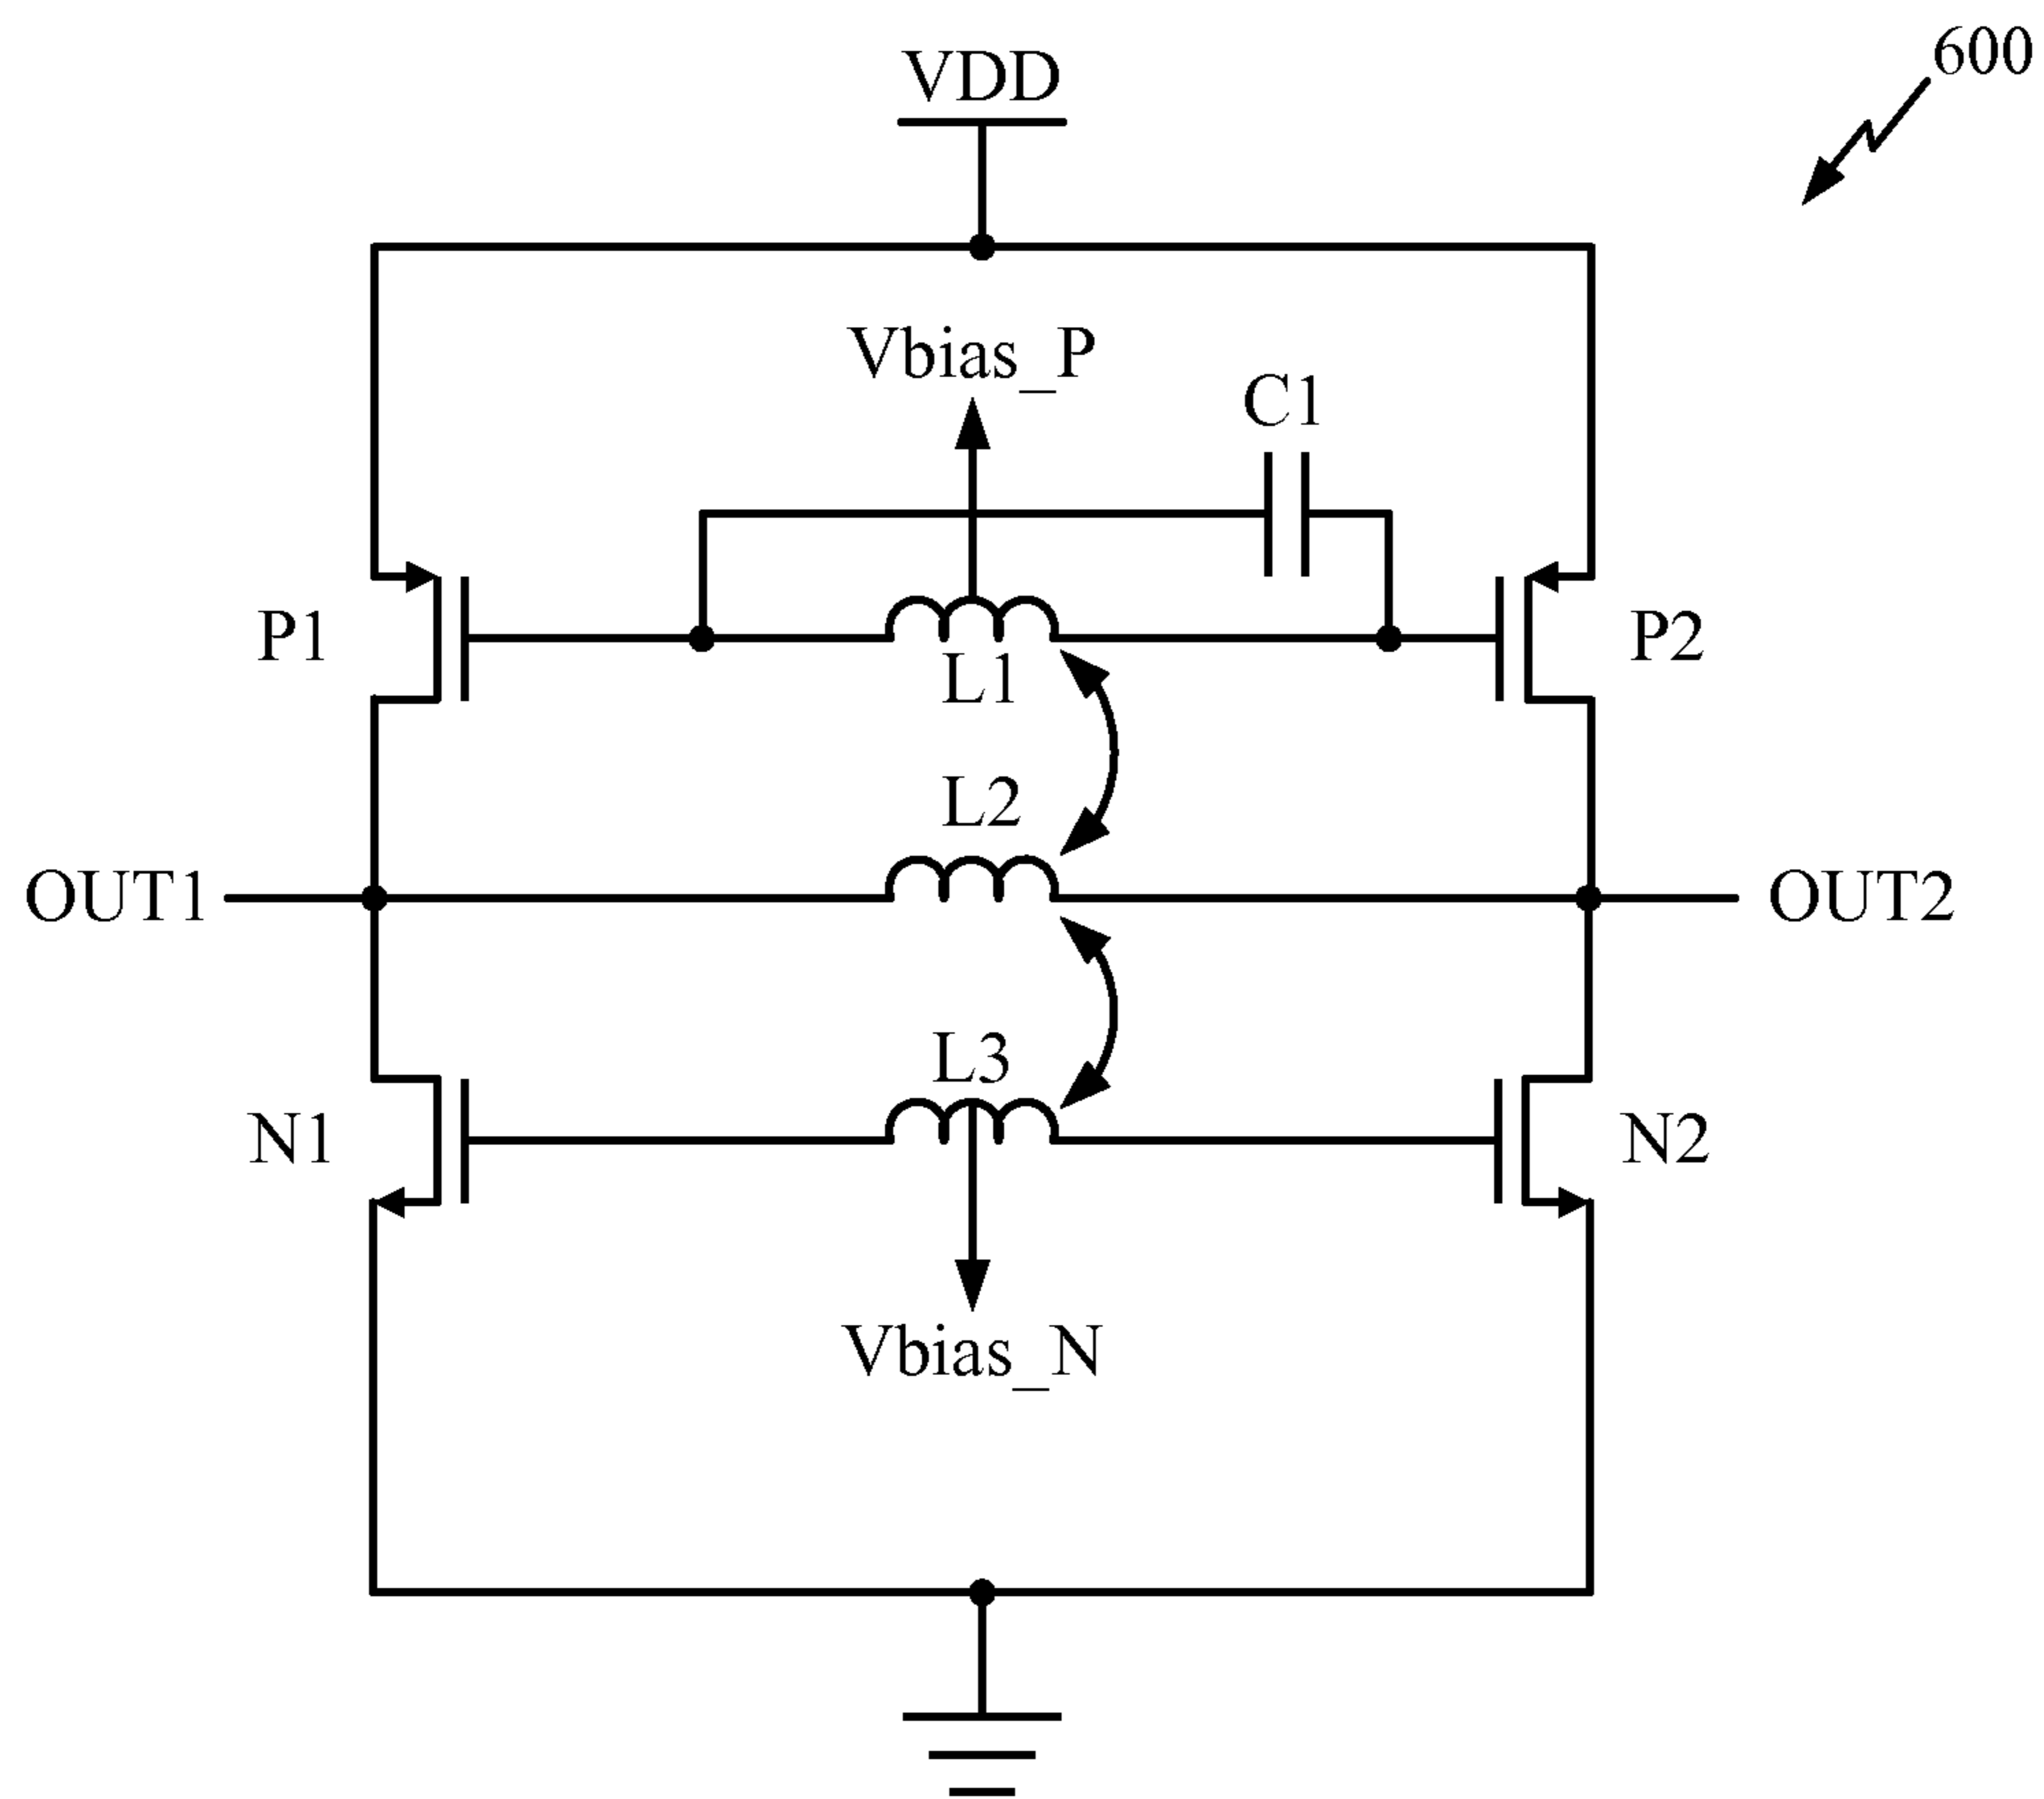 600
VDD
Vbias_P
C1
P1
L1
P2
L2
OUT1
OUT2
L3
N1
N2
Vbias_N